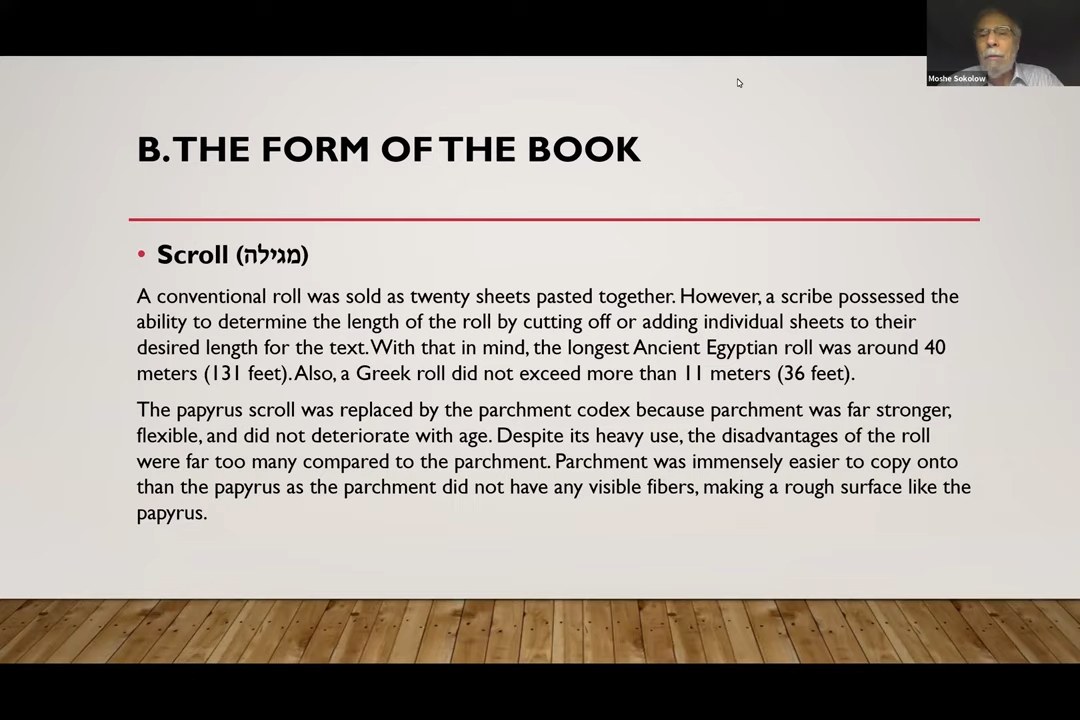 Moshe Sokolow
B. THE FORM OF THE BOOK
• Scroll (מגילה)
A conventional roll was sold as twenty sheets pasted together. However, a scribe possessed the
ability to determine the length of the roll by cutting off or adding individual sheets to their
desired length for the text. With that in mind, the longest Ancient Egyptian roll was around 40
meters (131 feet). Also, a Greek roll did not exceed more than 11 meters (36 feet).
The papyrus scroll was replaced by the parchment codex because parchment was far stronger,
flexible, and did not deteriorate with age. Despite its heavy use, the disadvantages of the roll
were far too many compared to the parchment. Parchment was immensely easier to copy onto
than the papyrus as the parchment did not have any visible fibers, making a rough surface like the
papyrus.